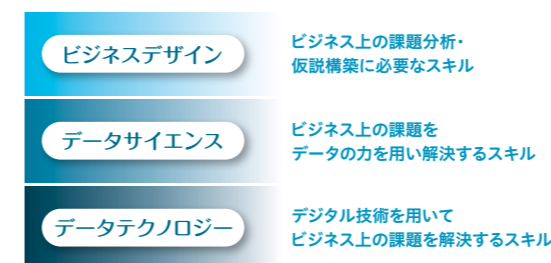 ビジネスデザイン
ビジネス上の課題分析・
仮説構築に必要なスキル
データサイエンス
ビジネス上の課題を
データの力を用い解決するスキル
データテクノロジー
デジタル技術を用いて
ビジネス上の課題を解決するスキル